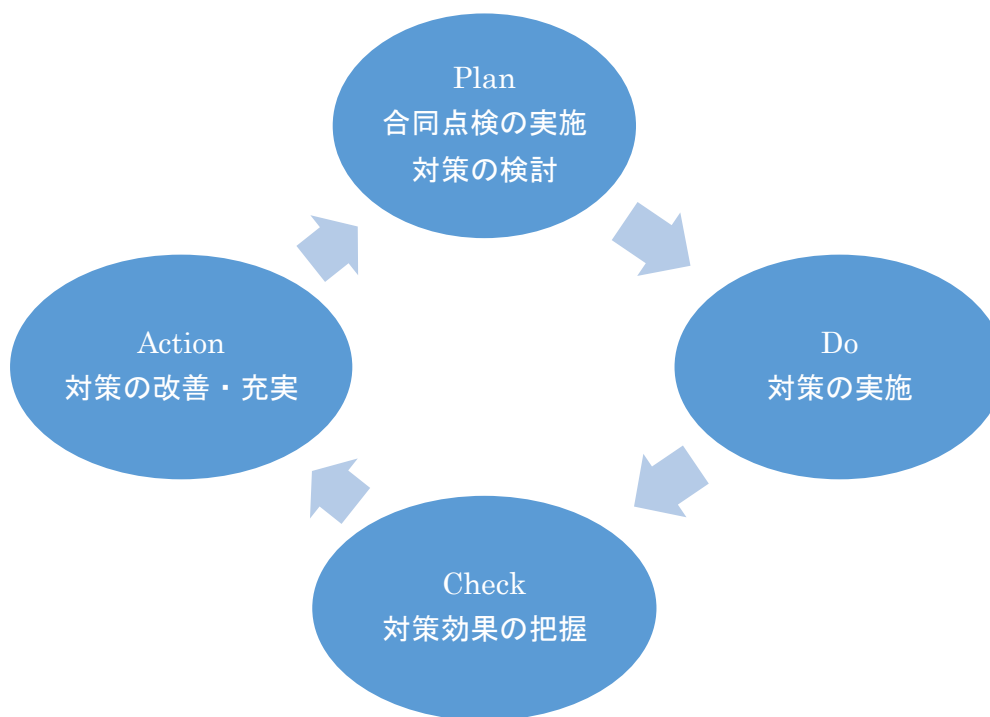 Plan
合同点検の実施
対策の検討
Do
対策の実施
Check
対策効果の把握
Action
対策の改善・充実